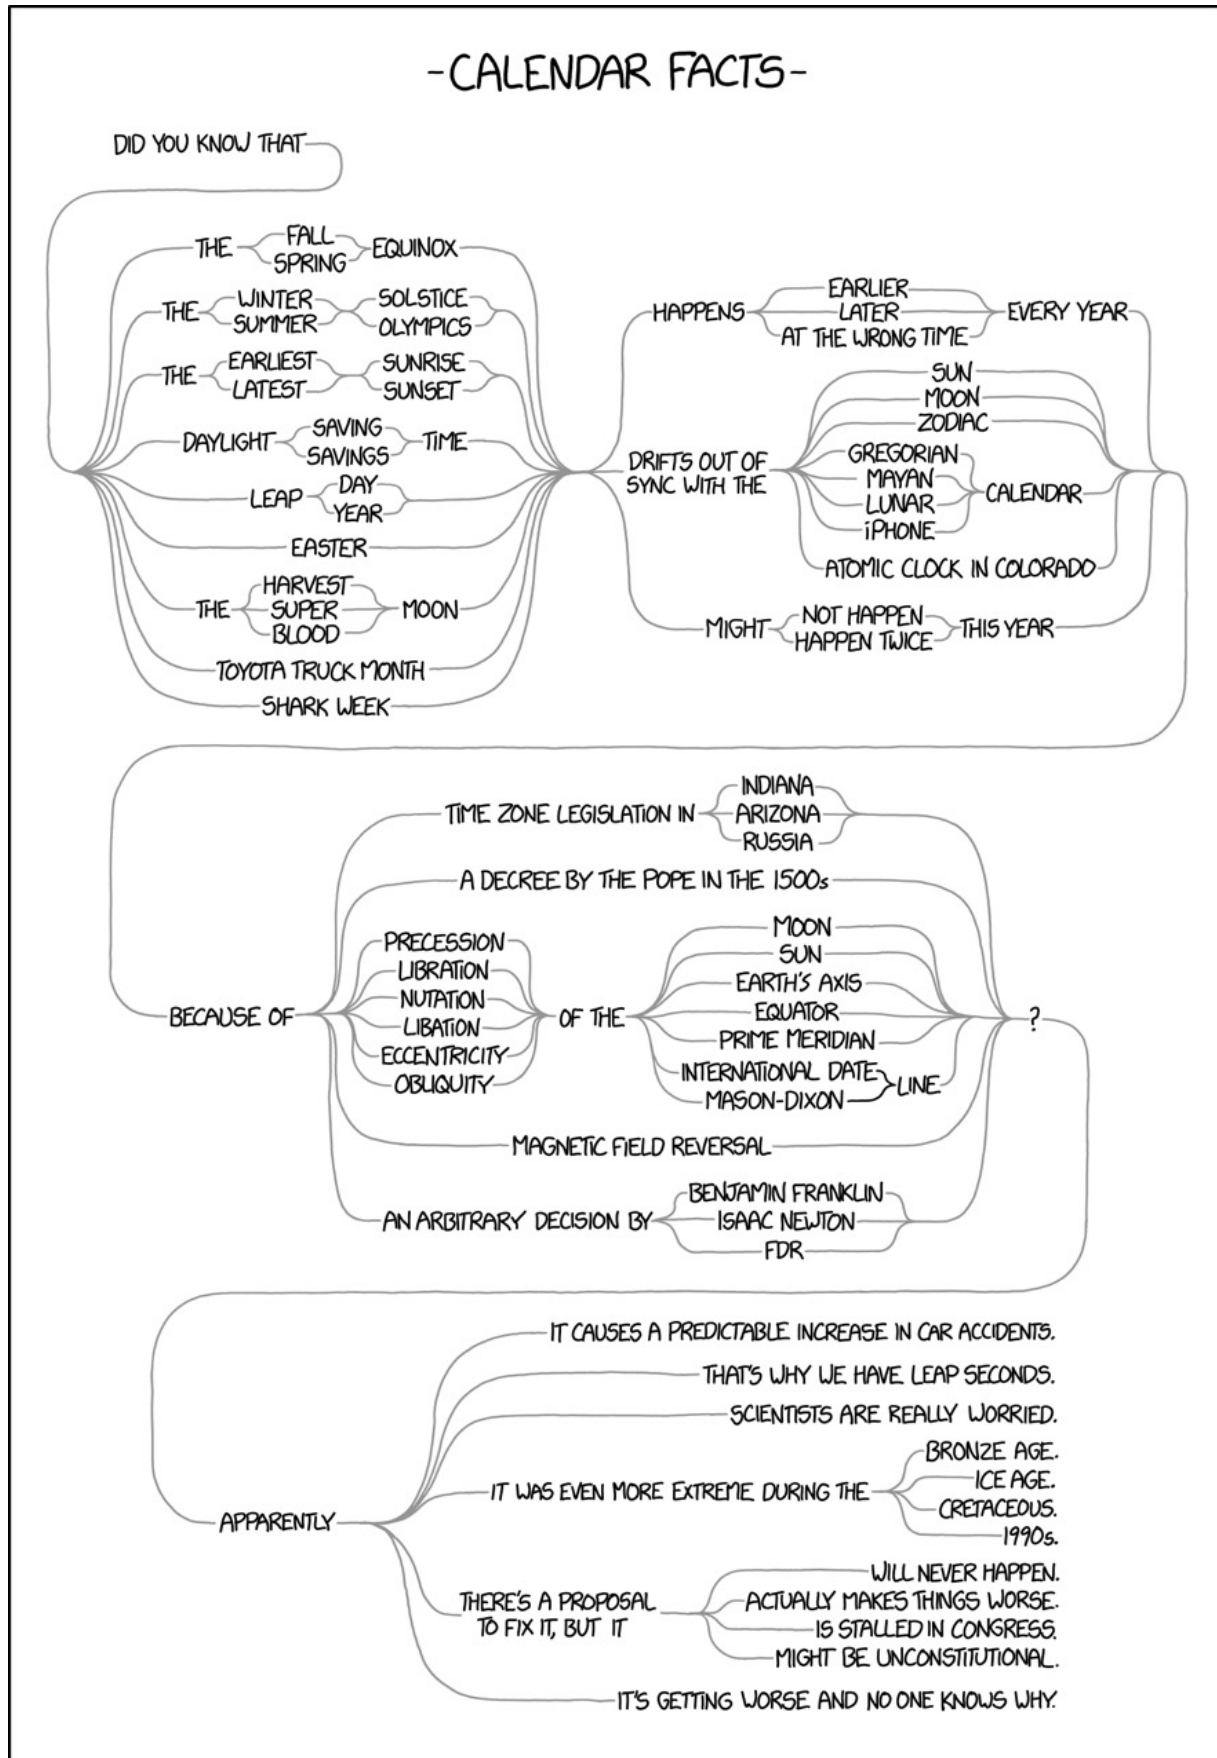 -CALENDAR FACTS-
DID YOU KNOW THAT
THE FALL EQUINOX
SPRING
THE WINTER SOLSTICE
SUMMER OLYMPICS
THE EARLIEST SUNRISE
LATEST SUNSET
DAYLIGHT SAVING TIME
SAVINGS
LEAP DAY
YEAR
EASTER
THE HARVEST MOON
SUPER
BLOOD
TOYOTA TRUCK MONTH
SHARK WEEK
HAPPENS EARLIER EVERY YEAR
LATER
AT THE WRONG TIME
DRIFTS OUT OF
SYNC WITH THE
SUN
MOON
ZODIAC
GREGORIAN CALENDAR
MAYAN
LUNAR
iPHONE
ATOMIC CLOCK IN COLORADO
MIGHT NOT HAPPEN THIS YEAR
HAPPEN TWICE
BECAUSE OF
TIME ZONE LEGISLATION IN INDIANA
ARIZONA
RUSSIA
A DECREE BY THE POPE IN THE 1500s
PRECESSION
LIBRATION
NUTATION
LIBATION
ECCENTRICITY
OBLIQUITY
OF THE
MOON
SUN
EARTH'S AXIS
EQUATOR
PRIME MERIDIAN
INTERNATIONAL DATE LINE
MASON-DIXON
MAGNETIC FIELD REVERSAL
AN ARBITRARY DECISION BY BENJAMIN FRANKLIN
ISAAC NEWTON
FDR
?
APPARENTLY
IT CAUSES A PREDICTABLE INCREASE IN CAR ACCIDENTS.
THAT'S WHY WE HAVE LEAP SECONDS.
SCIENTISTS ARE REALLY WORRIED.
IT WAS EVEN MORE EXTREME DURING THE BRONZE AGE.
ICE AGE.
CRETACEOUS.
1990s.
THERE'S A PROPOSAL
TO FIX IT, BUT IT
WILL NEVER HAPPEN.
ACTUALLY MAKES THINGS WORSE.
IS STALLED IN CONGRESS.
MIGHT BE UNCONSTITUTIONAL.
IT'S GETTING WORSE AND NO ONE KNOWS WHY.